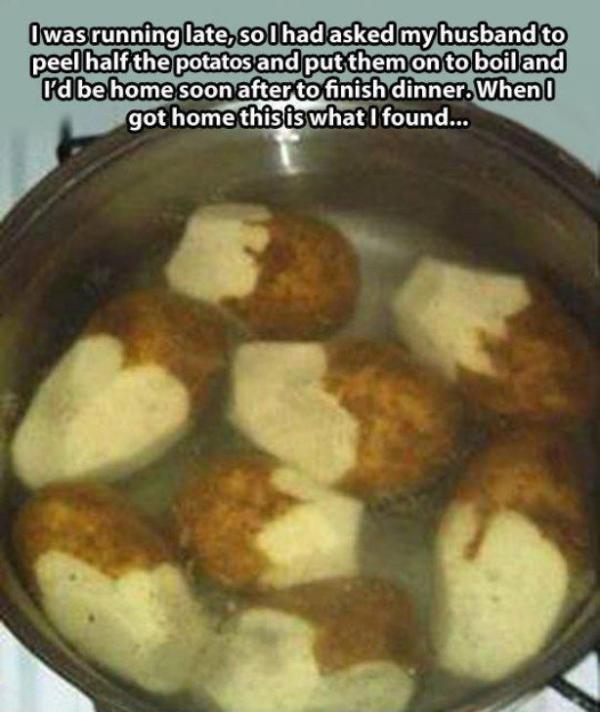 I was running late, so I had asked my husband to
peel half the potatos and put them on to boil and
I'd be home soon after to finish dinner. When I
got home this is what I found...